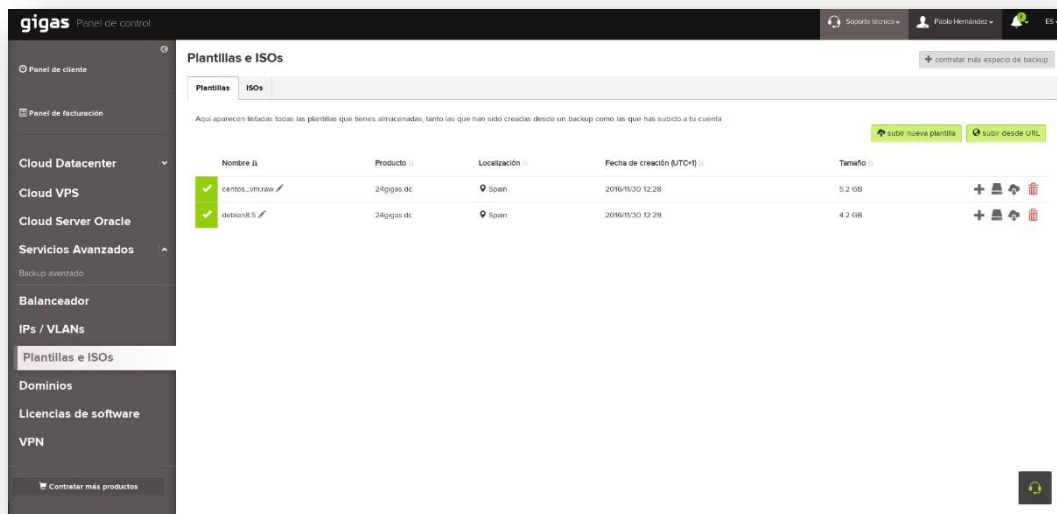 gigas Panel de control
Soporte técnico
Pablo Hernández
ES
Panel de cliente
Panel de facturación
Cloud Datacenter
Cloud VPS
Cloud Server Oracle
Servicios Avanzados
Backup avanzado
Balanceador
IPs / VLANs
Plantillas e ISOs
Dominios
Licencias de software
VPN
Contratar más productos
Plantillas e ISOs
+ contratar más espacio de backup
Plantillas ISOs
Aquí aparecen listadas todas las plantillas que tienes almacenadas, tanto las que han sido creadas desde un backup como las que has subido a tu cuenta.
subir nueva plantilla
subir desde URL
Nombre Producto Localización Fecha de creación (UTC+1) Tamaño
centos_vm.raw 24gigas.dc Spain 2016/11/30 12:28 5.2 GB
debian8.5 24gigas.dc Spain 2016/11/30 12:29 4.2 GB